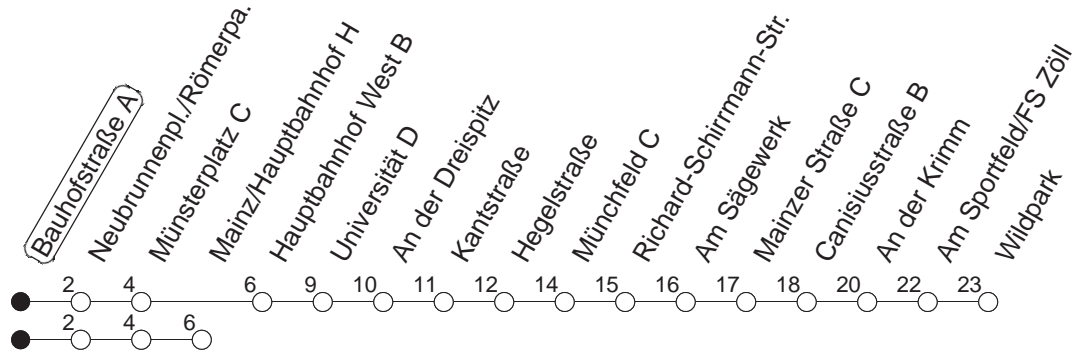 Bauhofstraße A
Neubrunnenpl./Römerpa.
Münsterplatz C
Mainz/Hauptbahnhof H
Hauptbahnhof West B
Universität D
An der Dreispitz
Kantstraße
Hegelstraße
Münchfeld C
Richard-Schirrmann-Str.
Am Sägewerk
Mainzer Straße C
Canisiusstraße B
An der Krimm
Am Sportfeld/FS Zöll
Wildpark
2 4 6 9 10 11 12 14 15 16 17 18 20 22 23
2 4 6